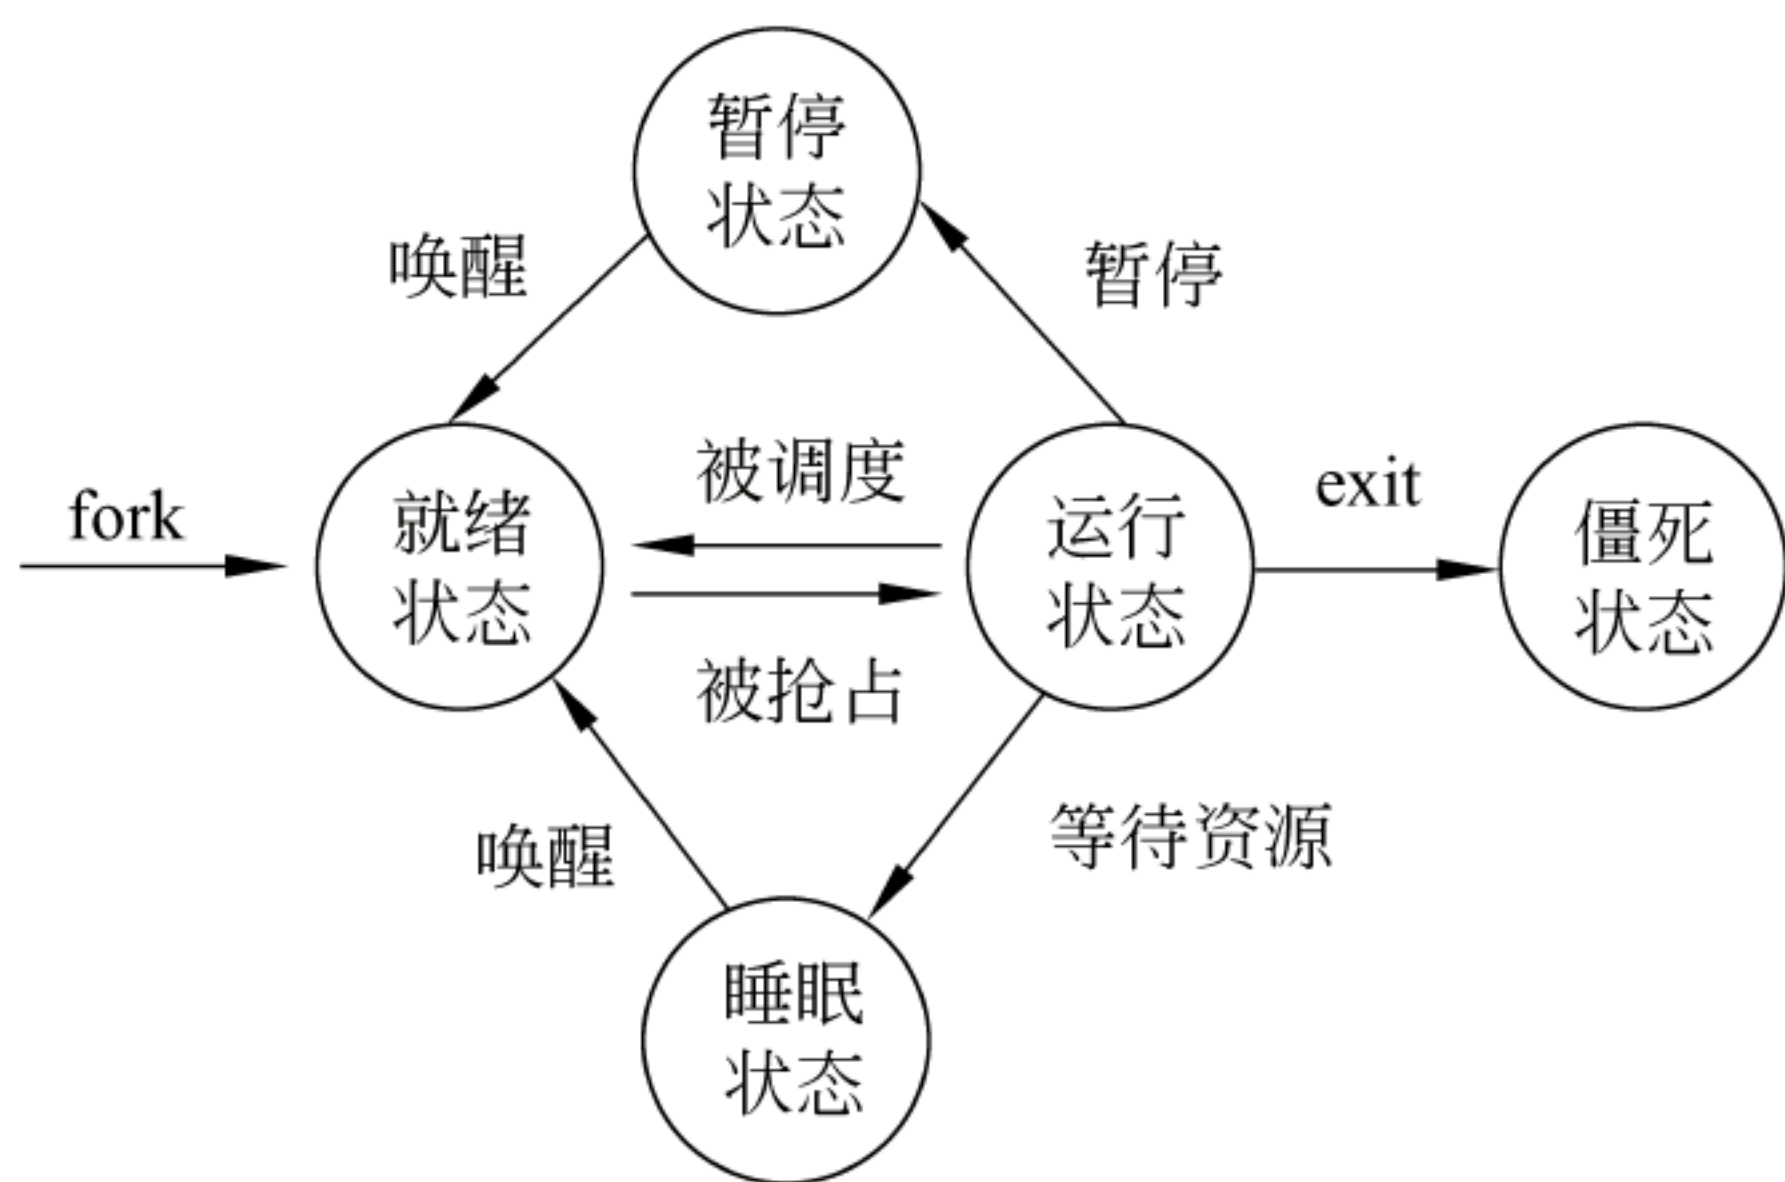 暂停
状态
唤醒
暂停
被调度
fork
就绪
状态
运行
状态
exit
僵死
状态
被抢占
唤醒
等待资源
睡眠
状态